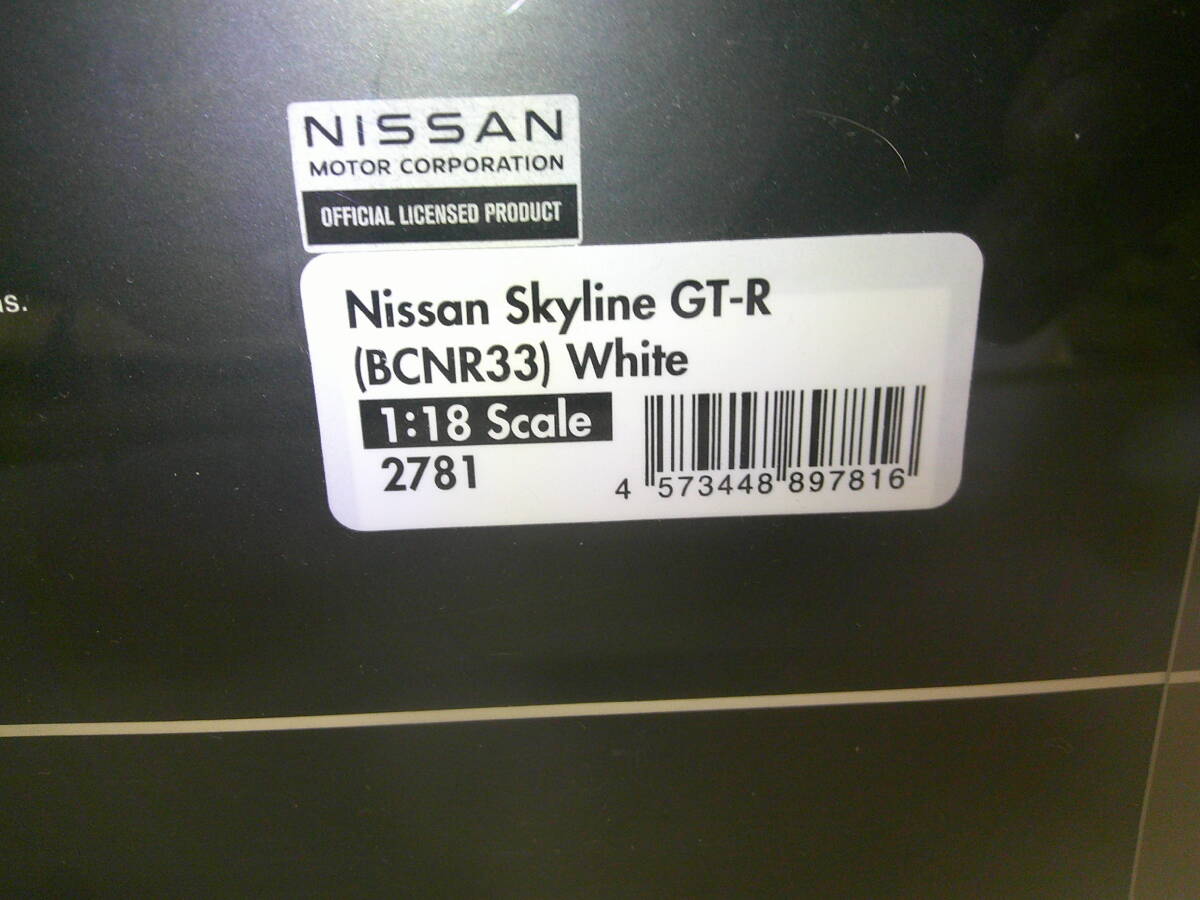 NISSAN
MOTOR CORPORATION
OFFICIAL LICENSED PRODUCT
Nissan Skyline GT-R
(BCNR33) White
1:18 Scale
2781
4 573448 897816